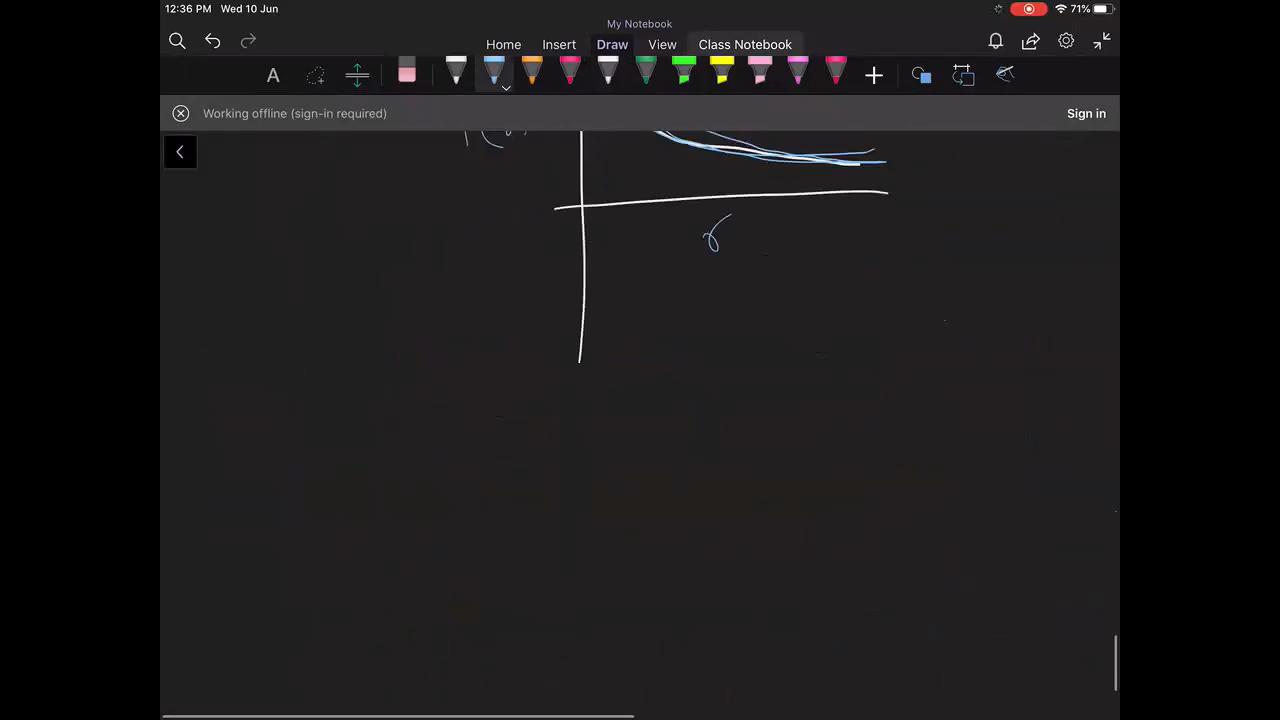 12:36 PM Wed 10 Jun
71%
My Notebook
Home Insert Draw View Class Notebook
A
Working offline (sign-in required)
Sign in